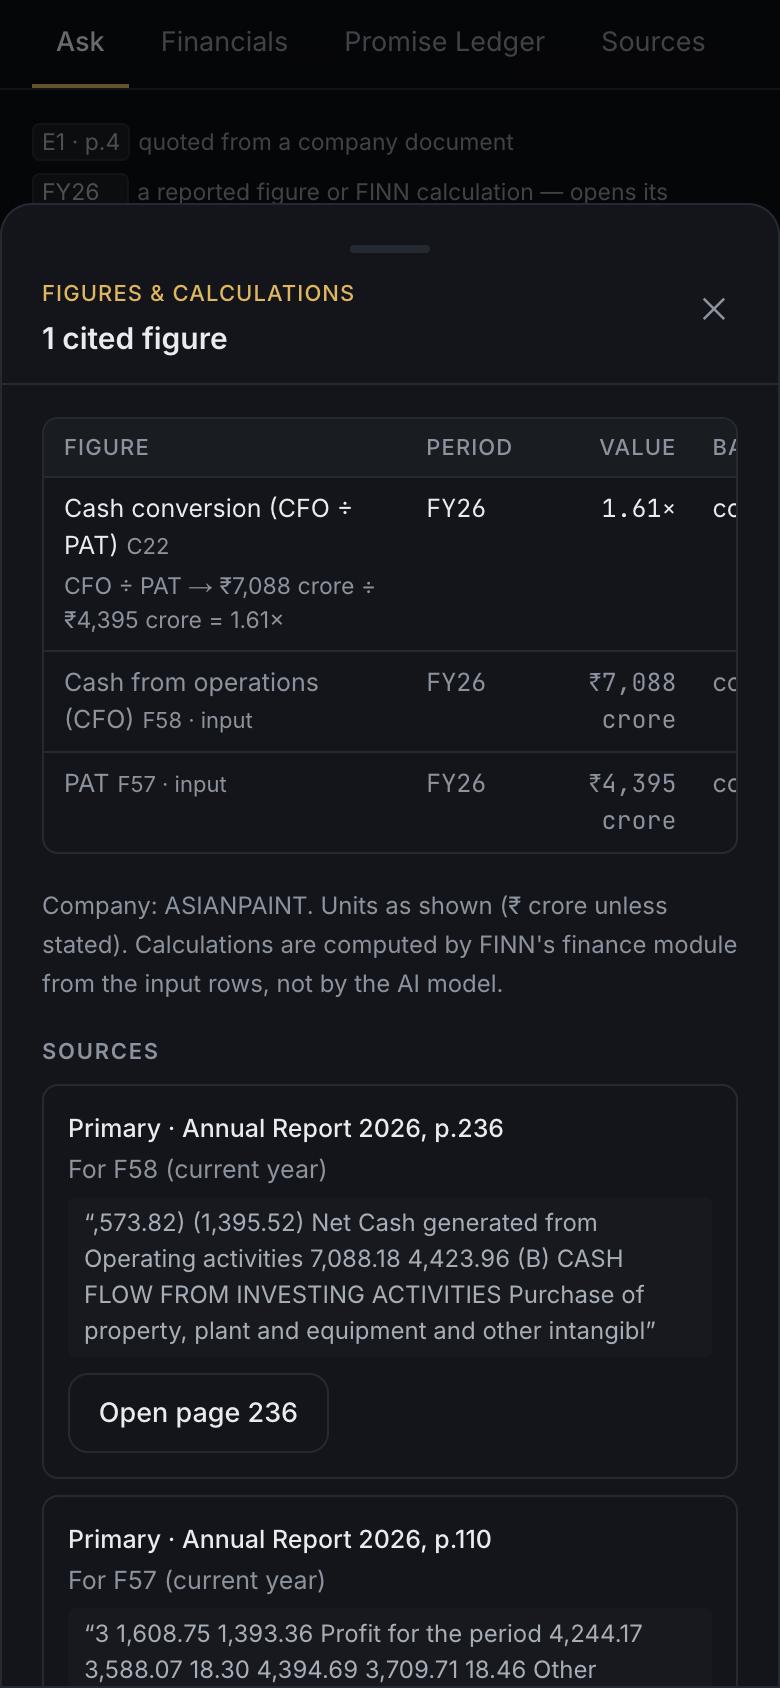 Ask Financials Promise Ledger Sources
E1 · p.4 quoted from a company document
FY26 a reported figure or FINN calculation — opens its
FIGURES & CALCULATIONS
1 cited figure
FIGURE PERIOD VALUE
Cash conversion (CFO ÷ FY26 1.61×
PAT) C22
CFO ÷ PAT → ₹7,088 crore ÷
₹4,395 crore = 1.61×
Cash from operations FY26 ₹7,088
(CFO) F58 · input crore
PAT F57 · input FY26 ₹4,395
crore
Company: ASIANPAINT. Units as shown (₹ crore unless
stated). Calculations are computed by FINN's finance module
from the input rows, not by the AI model.
SOURCES
Primary · Annual Report 2026, p.236
For F58 (current year)
“,573.82) (1,395.52) Net Cash generated from
Operating activities 7,088.18 4,423.96 (B) CASH
FLOW FROM INVESTING ACTIVITIES Purchase of
property, plant and equipment and other intangibl”
Open page 236
Primary · Annual Report 2026, p.110
For F57 (current year)
“3 1,608.75 1,393.36 Profit for the period 4,244.17
3,588.07 18.30 4,394.69 3,709.71 18.46 Other